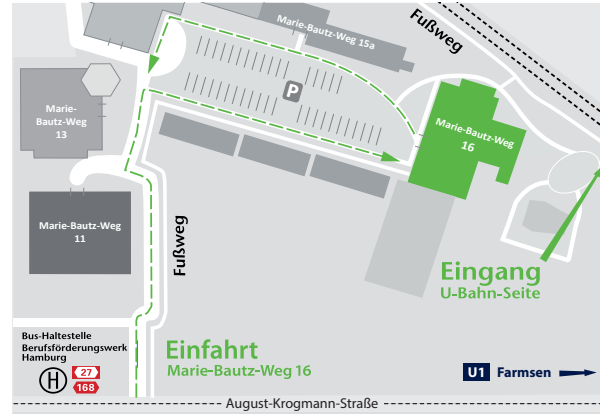 Marie-Bautz-Weg 15a
Fußweg
P
Marie-
Bautz-Weg
13
Marie-Bautz-Weg
16
Marie-Bautz-Weg
11
Fußweg
Eingang
U-Bahn-Seite
Bus-Haltestelle
Berufsförderungswerk
Hamburg
H
27
168
Einfahrt
Marie-Bautz-Weg 16
U1 Farmsen
August-Krogmann-Straße